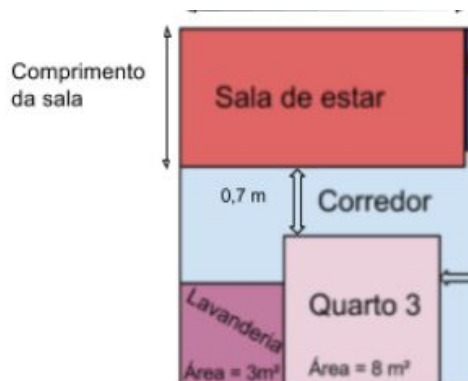 Comprimento
da sala
Sala de estar
0,7 m
Corredor
Lavanderia
Quarto 3
Área = 3m²
Área = 8 m²